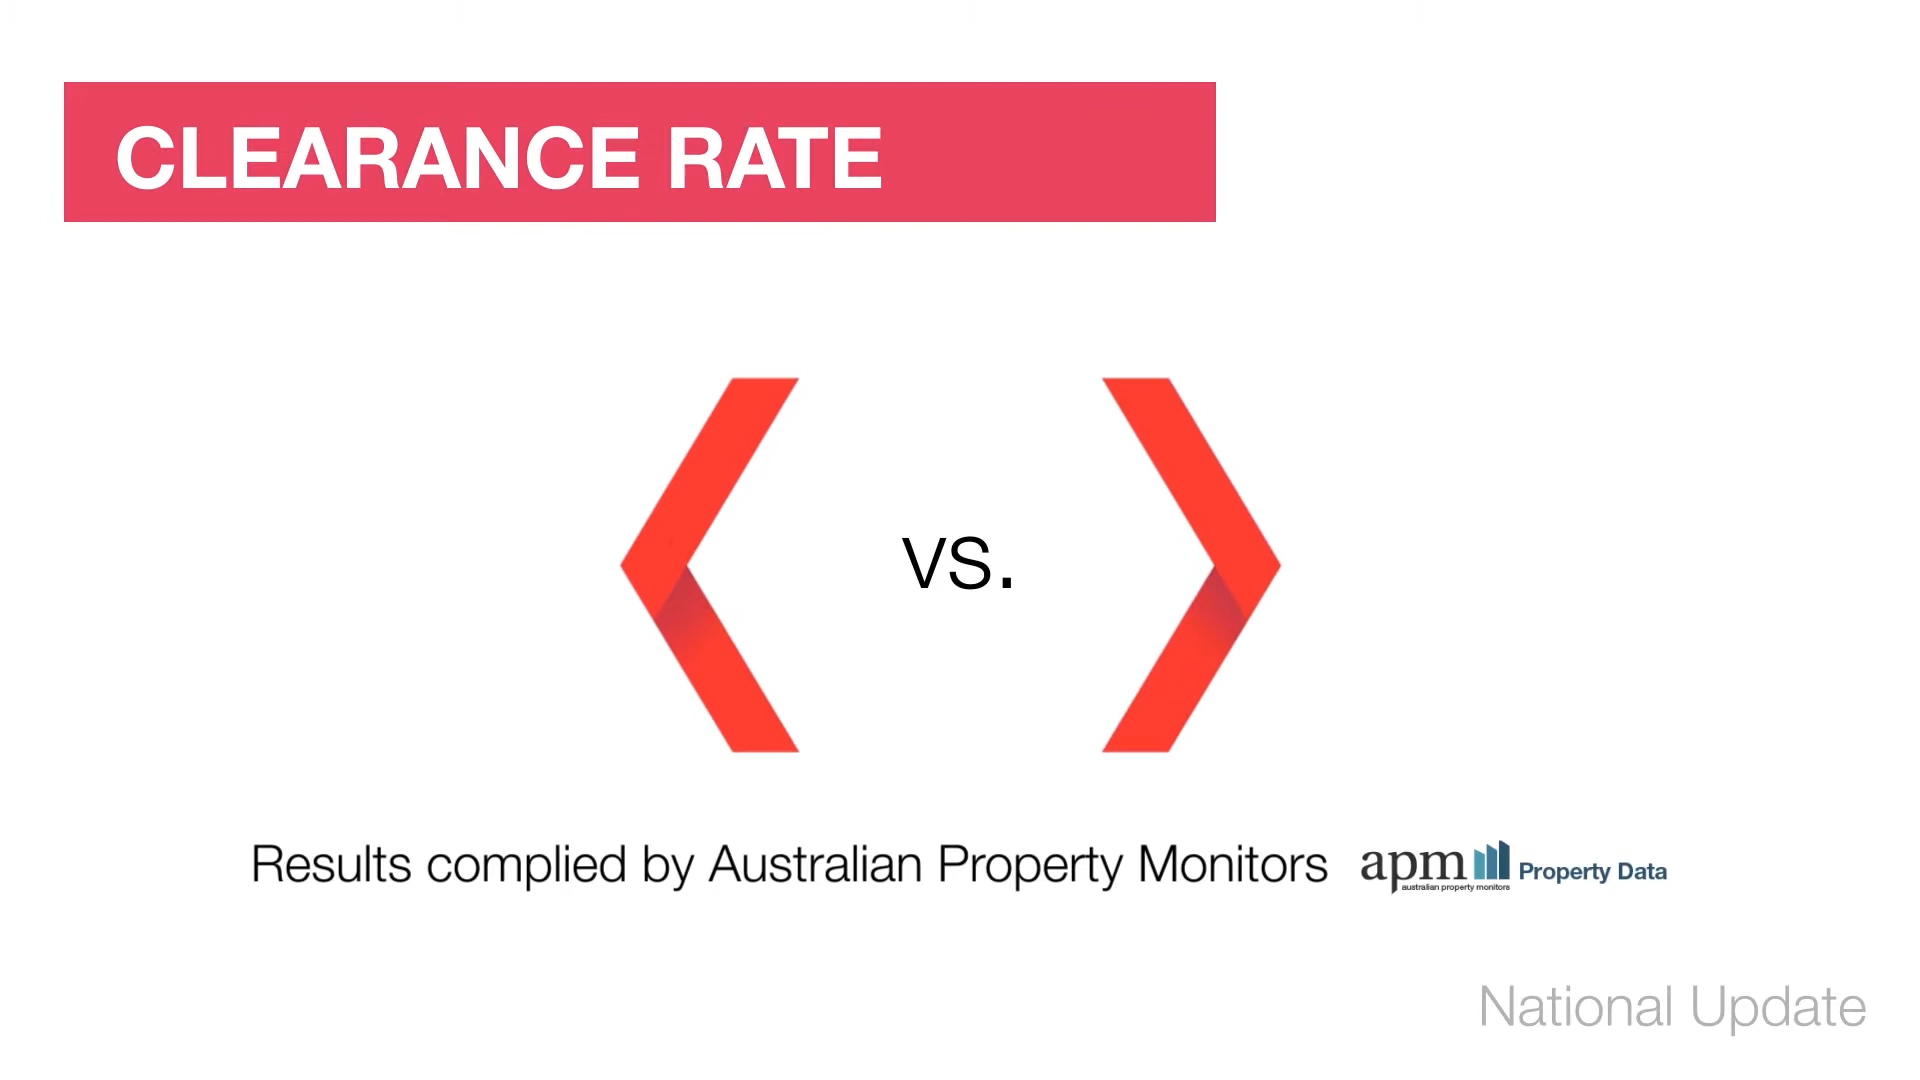 CLEARANCE RATE
vs.
Results complied by Australian Property Monitors
apm Property Data
australian property monitors
National Update